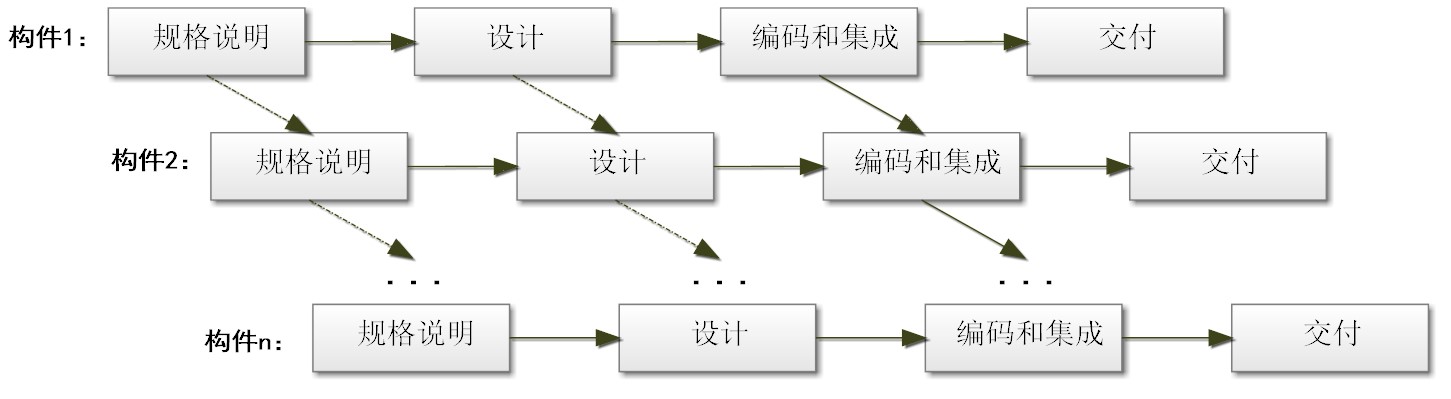 构件1： 规格说明 设计 编码和集成 交付
构件2： 规格说明 设计 编码和集成 交付
... ... ...
构件n： 规格说明 设计 编码和集成 交付